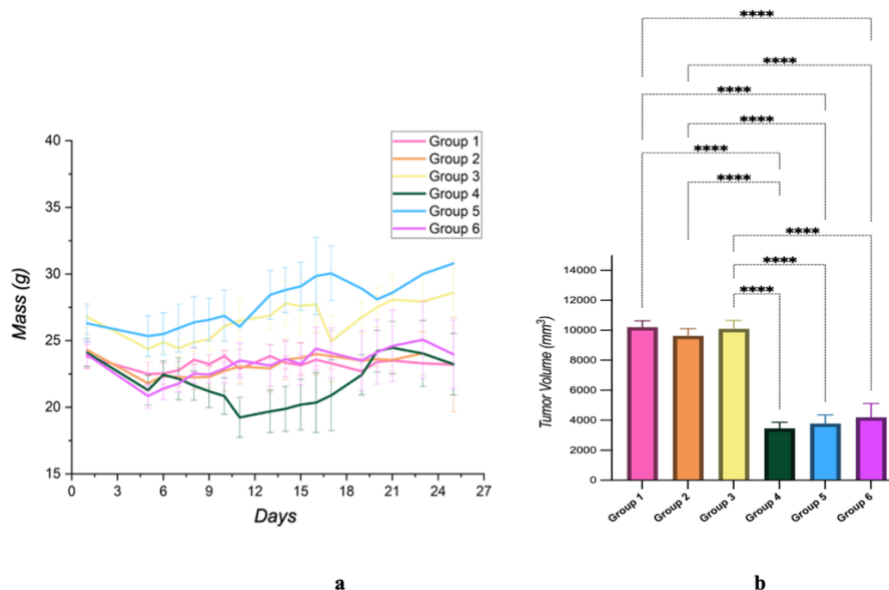 Mass (g)
40
35
30
25
20
15
0
3
6
9
12
15
18
21
24
27
Days
Group 1
Group 2
Group 3
Group 4
Group 5
Group 6
a
****
****
****
****
****
****
****
****
****
Tumor Volume (mm³)
14000
12000
10000
8000
6000
4000
2000
0
Group 1
Group 2
Group 3
Group 4
Group 5
Group 6
b